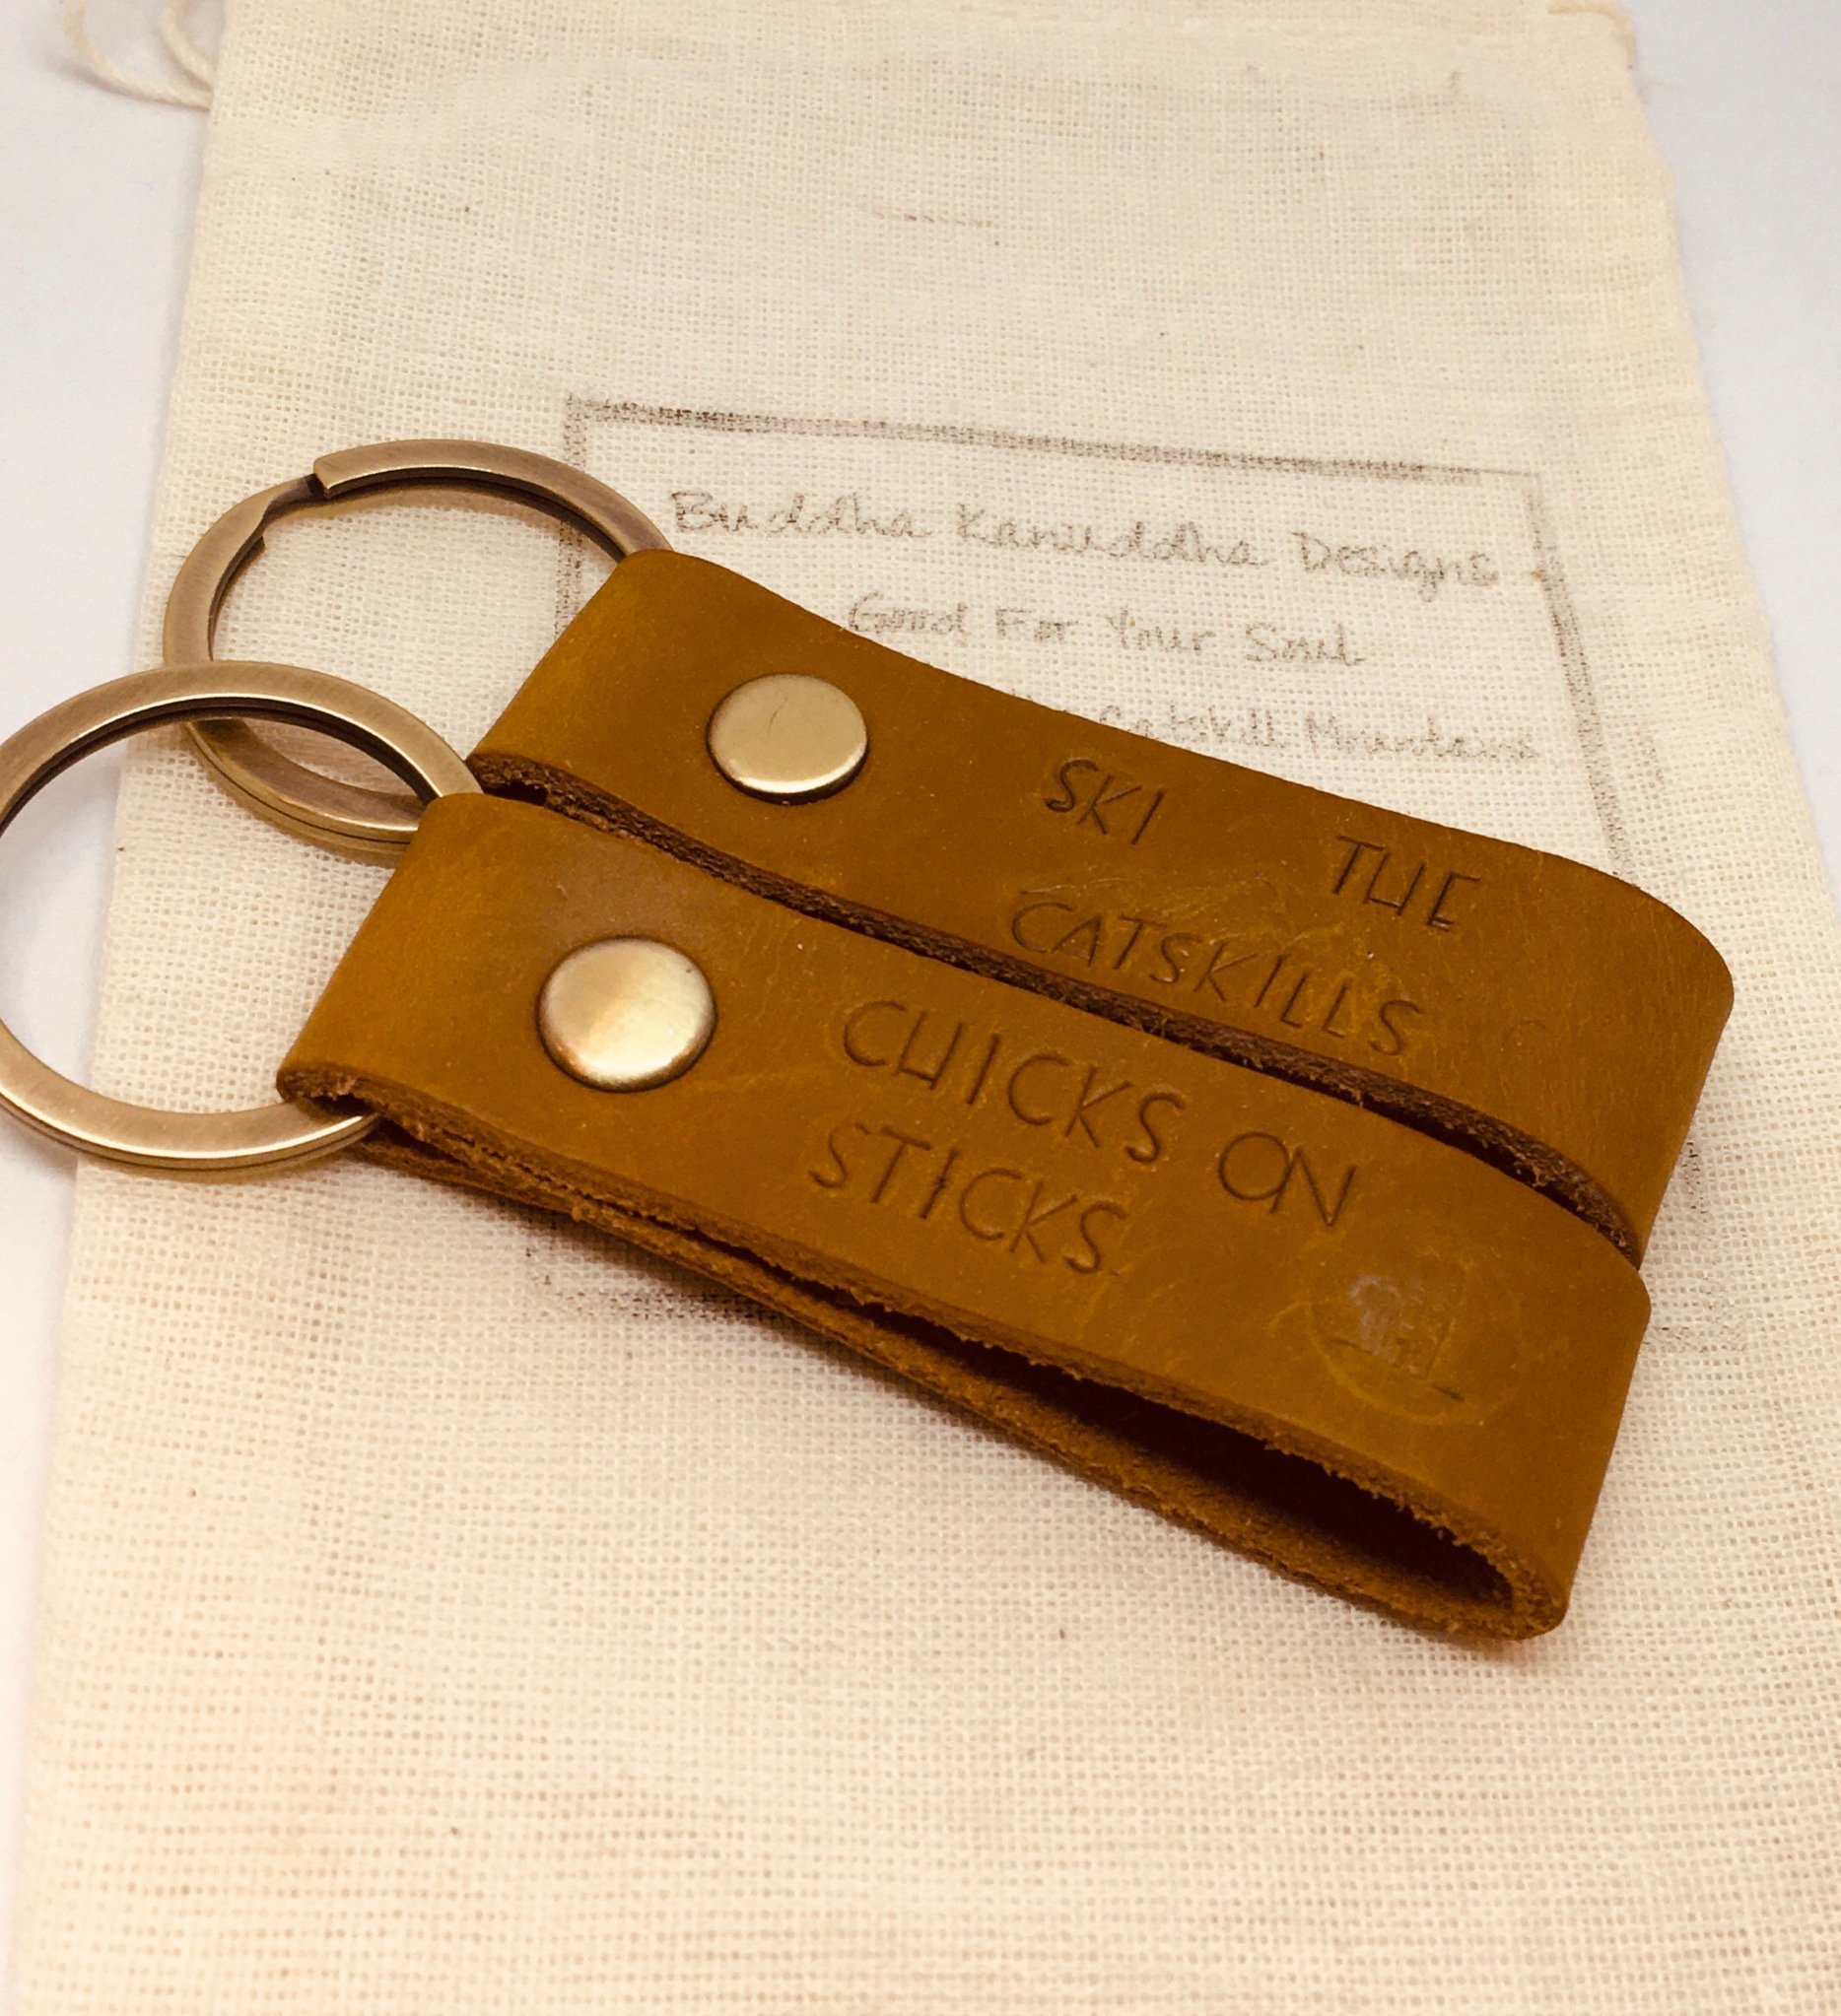 Buddha Kanuddha Designs
Good For Your Soul
Catskill Mountains
SKI THE
CATSKILLS
CHICKS ON
STICKS